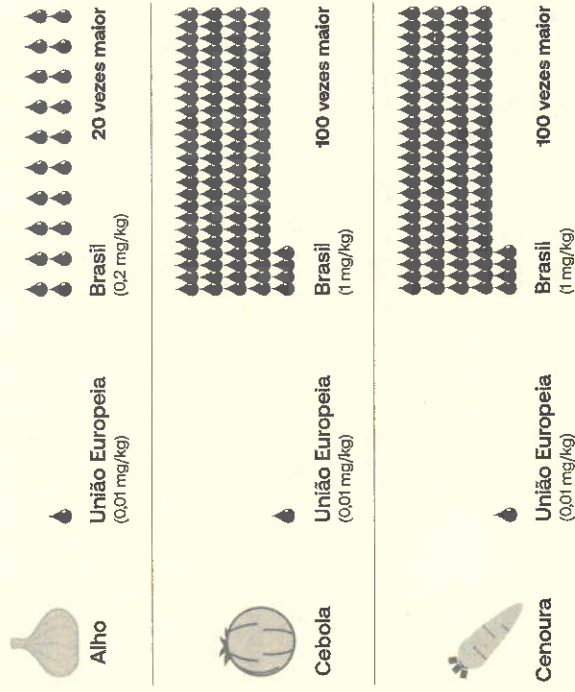 Alho
União Europeia
(0,01 mg/kg)
Brasil
(0,2 mg/kg)
20 vezes maior
Cebola
União Europeia
(0,01 mg/kg)
Brasil
(1 mg/kg)
100 vezes maior
Cenoura
União Europeia
(0,01 mg/kg)
Brasil
(1 mg/kg)
100 vezes maior